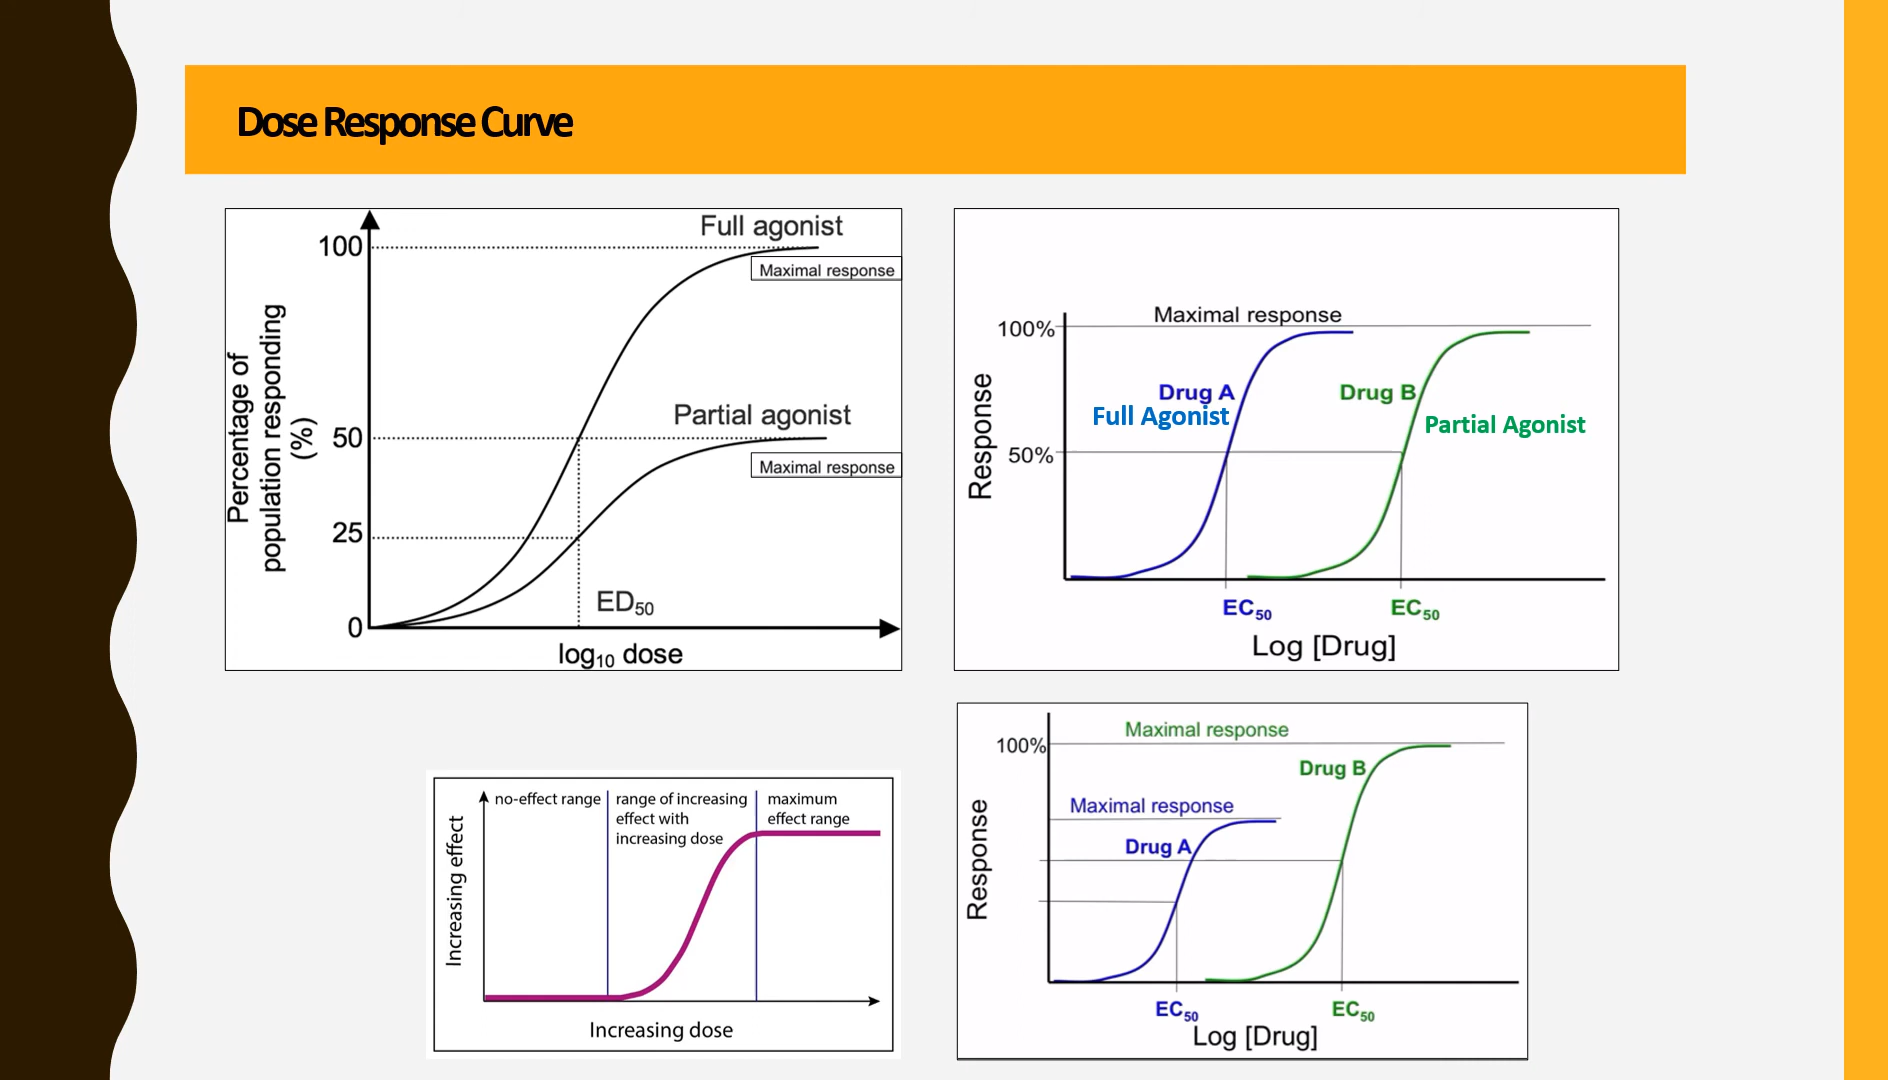 Dose Response Curve
Full agonist
100
Maximal response
Percentage of
population responding
(%)
Partial agonist
50
Maximal response
25
ED50
0
log10 dose
Maximal response
100%
Drug A
Drug B
Full Agonist
Partial Agonist
Response
50%
EC50
EC50
Log [Drug]
no-effect range
range of increasing
effect with
increasing dose
maximum
effect range
Increasing effect
Increasing dose
Maximal response
100%
Drug B
Maximal response
Drug A
Response
EC50
EC50
Log [Drug]